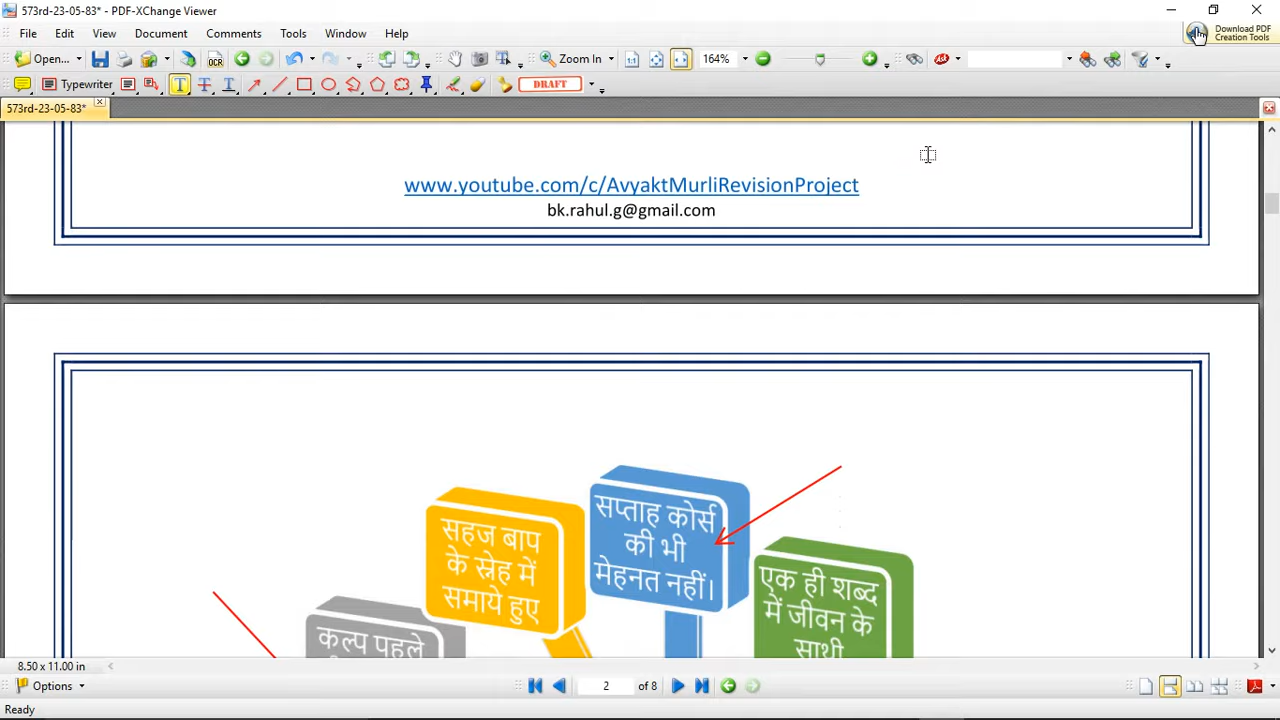 573rd-23-05-83* - PDF-XChange Viewer
File Edit View Document Comments Tools Window Help
Download PDF
Creation Tools
Open... OCR Zoom In 1:1 164%
Typewriter DRAFT
573rd-23-05-83*
www.youtube.com/c/AvyaktMurliRevisionProject
bk.rahul.g@gmail.com
सप्ताह कोर्स
की भी
मेहनत नहीं।
सहज बाप
के स्नेह में
समाये हुए
एक ही शब्द
में जीवन के
साथी
कल्प पहले
8.50 x 11.00 in
Options 2 of 8
Ready